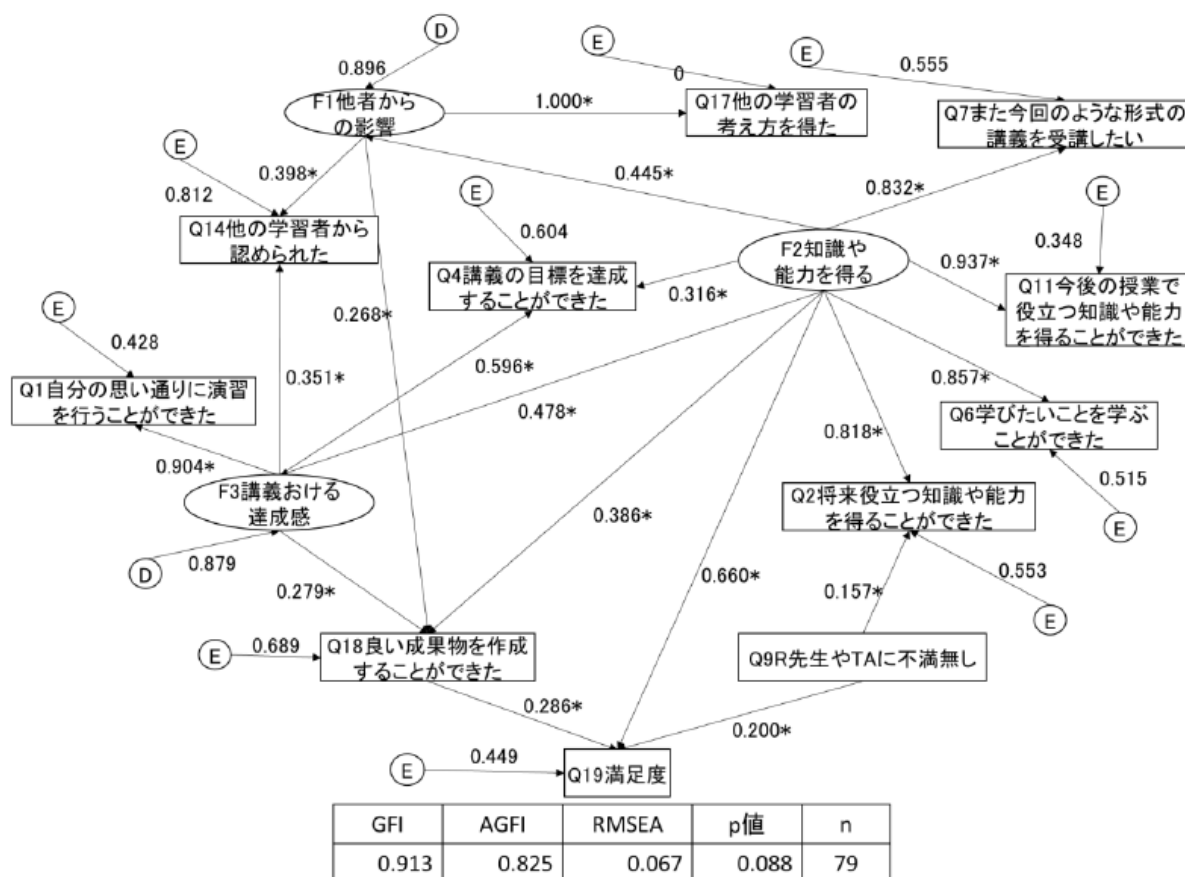 D
E
E
0.896
0
0.555
F1他者から
の影響
1.000*
Q17他の学習者の
考え方を得た
Q7また今回のような形式の
講義を受講したい
E
0.398*
0.812
0.445*
0.832*
E
E
Q14他の学習者から
認められた
0.604
F2知識や
能力を得る
0.348
0.937*
Q4講義の目標を達成
することができた
0.316*
Q11今後の授業で
役立つ知識や能力
を得ることができた
E
0.268*
0.428
0.596*
0.351*
0.857*
Q1自分の思い通りに演習
を行うことができた
0.478*
Q6学びたいことを学ぶ
ことができた
0.818*
0.904*
F3講義おける
達成感
0.515
Q2将来役立つ知識や能力
を得ることができた
E
0.386*
D
0.879
0.553
0.660*
0.279*
0.157*
E
E
0.689
Q18良い成果物を作成
することができた
Q9R先生やTAに不満無し
0.286*
0.200*
E
0.449
Q19満足度
GFI AGFI RMSEA p値 n
0.913 0.825 0.067 0.088 79